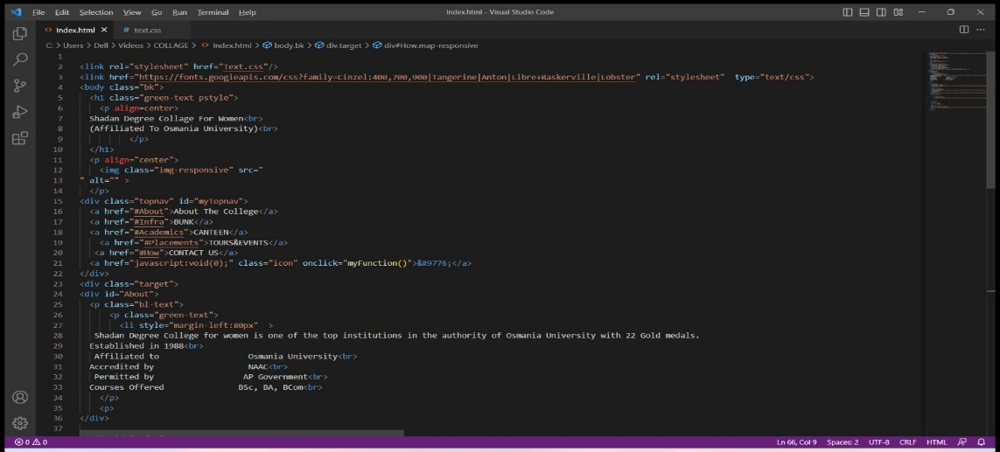 File Edit Selection View Go Run Terminal Help Index.html - Visual Studio Code
<> Index.html × # text.css
C: > Users > Dell > Videos > COLLAGE > <> Index.html > body.bk > div.target > div#How.map-responsive
1
2 <link rel="stylesheet" href="Text.css"/>
3 <link href="https://fonts.googleapis.com/css?family=Cinzel:400,700,900|Tangerine|Anton|Libre+Baskerville|Lobster" rel="stylesheet" type="text/css">
4 <body class="bk">
5 <h1 class="green-text pstyle">
6 <p align=center>
7 Shadan Degree Collage For Women<br>
8 (Affiliated To Osmania University)<br>
9 </p>
10 </h1>
11 <p align="center">
12 <img class="img-responsive" src="
13 " alt="" >
14 </p>
15 <div class="topnav" id="myTopnav">
16 <a href="#About">About The College</a>
17 <a href="#Infra">BUNK</a>
18 <a href="#Academics">CANTEEN</a>
19 <a href="#Placements">TOURS&EVENTS</a>
20 <a href="#How">CONTACT US</a>
21 <a href="javascript:void(0);" class="icon" onclick="myFunction()">&#9776;</a>
22 </div>
23 <div class="target">
24 <div id="About">
25 <p class="bl-text">
26 <p class="green-text">
27 <li style="margin-left:80px" >
28 Shadan Degree College for women is one of the top institutions in the authority of Osmania University with 22 Gold medals.
29 Established in 1988<br>
30 Affiliated to Osmania University<br>
31 Accredited by NAAC<br>
32 Permitted by AP Government<br>
33 Courses Offered BSc, BA, BCom<br>
34 </p>
35 <p>
36 </div>
37
0 0 Ln 66, Col 9 Spaces: 2 UTF-8 CRLF HTML